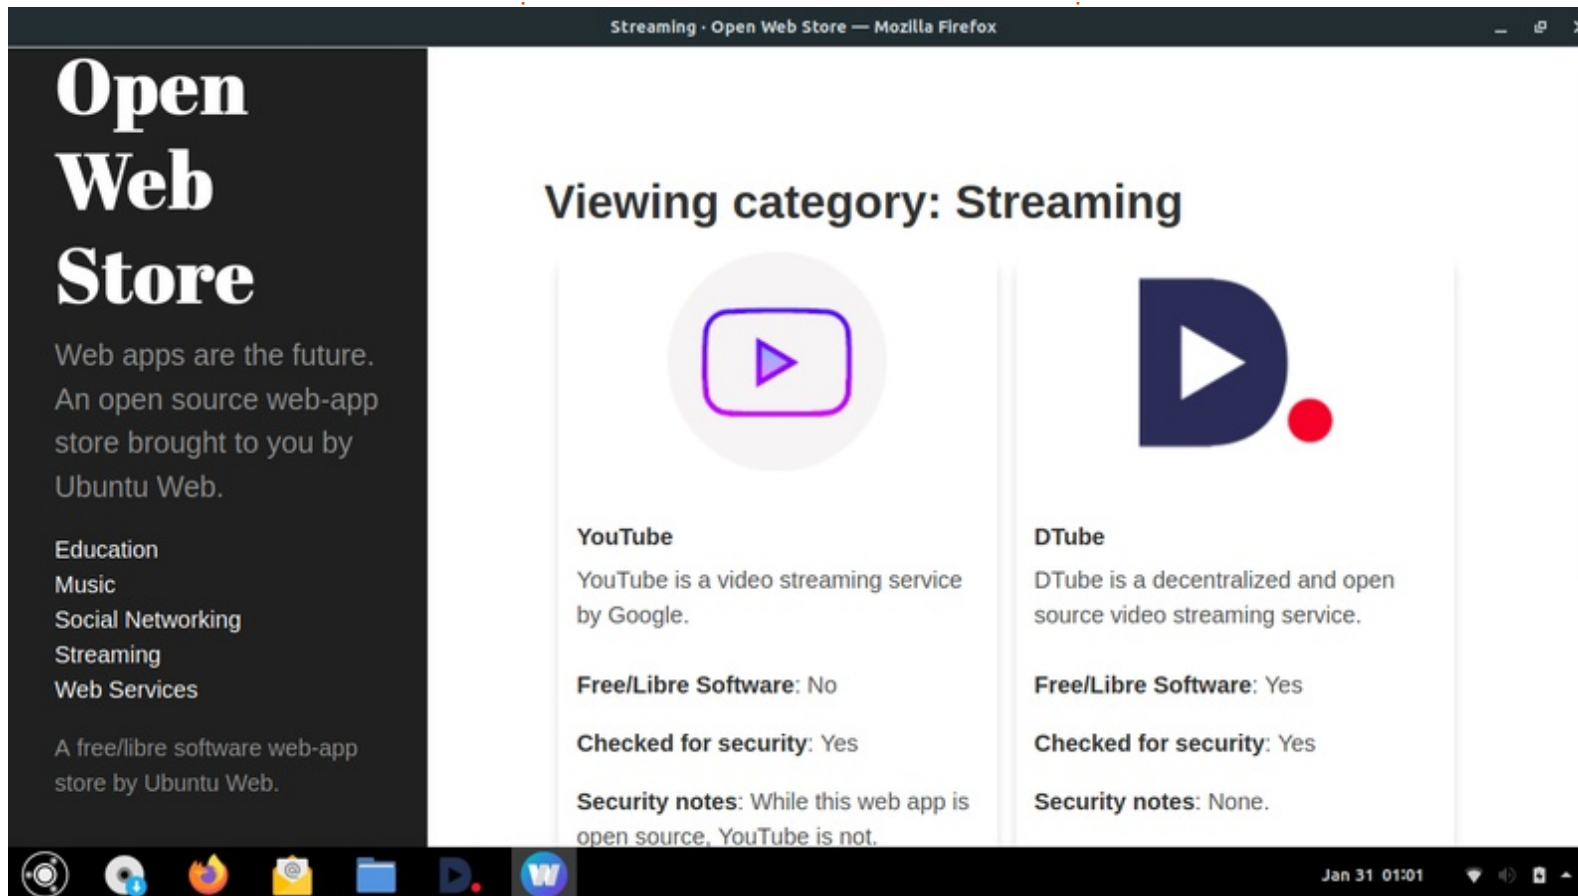 Streaming · Open Web Store — Mozilla Firefox
Open
Web
Store
Web apps are the future.
An open source web-app
store brought to you by
Ubuntu Web.
Education
Music
Social Networking
Streaming
Web Services
A free/libre software web-app
store by Ubuntu Web.
Viewing category: Streaming
YouTube
YouTube is a video streaming service
by Google.
Free/Libre Software: No
Checked for security: Yes
Security notes: While this web app is
open source, YouTube is not.
DTube
DTube is a decentralized and open
source video streaming service.
Free/Libre Software: Yes
Checked for security: Yes
Security notes: None.
Jan 31 01:01